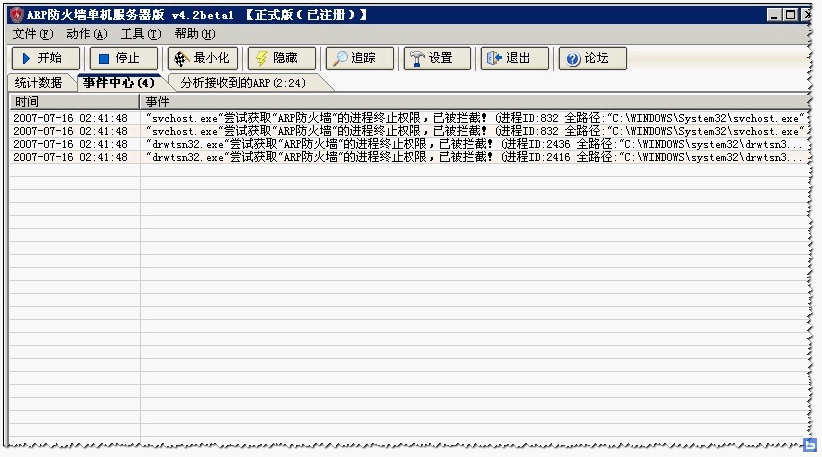 ARP防火墙单机服务器版 v4.2beta1 【正式版（已注册）】
文件(F) 动作(A) 工具(T) 帮助(H)
开始 停止 最小化 隐藏 追踪 设置 退出 论坛
统计数据 事件中心(4) 分析接收到的ARP(2:24)
时间 事件
2007-07-16 02:41:48 "svchost.exe"尝试获取"ARP防火墙"的进程终止权限，已被拦截！(进程ID:832 全路径:"C:\WINDOWS\System32\svchost.exe"
2007-07-16 02:41:48 "svchost.exe"尝试获取"ARP防火墙"的进程终止权限，已被拦截！(进程ID:832 全路径:"C:\WINDOWS\System32\svchost.exe"
2007-07-16 02:41:48 "drwtsn32.exe"尝试获取"ARP防火墙"的进程终止权限，已被拦截！(进程ID:2436 全路径:"C:\WINDOWS\system32\drwtsn3...
2007-07-16 02:41:48 "drwtsn32.exe"尝试获取"ARP防火墙"的进程终止权限，已被拦截！(进程ID:2416 全路径:"C:\WINDOWS\system32\drwtsn3...